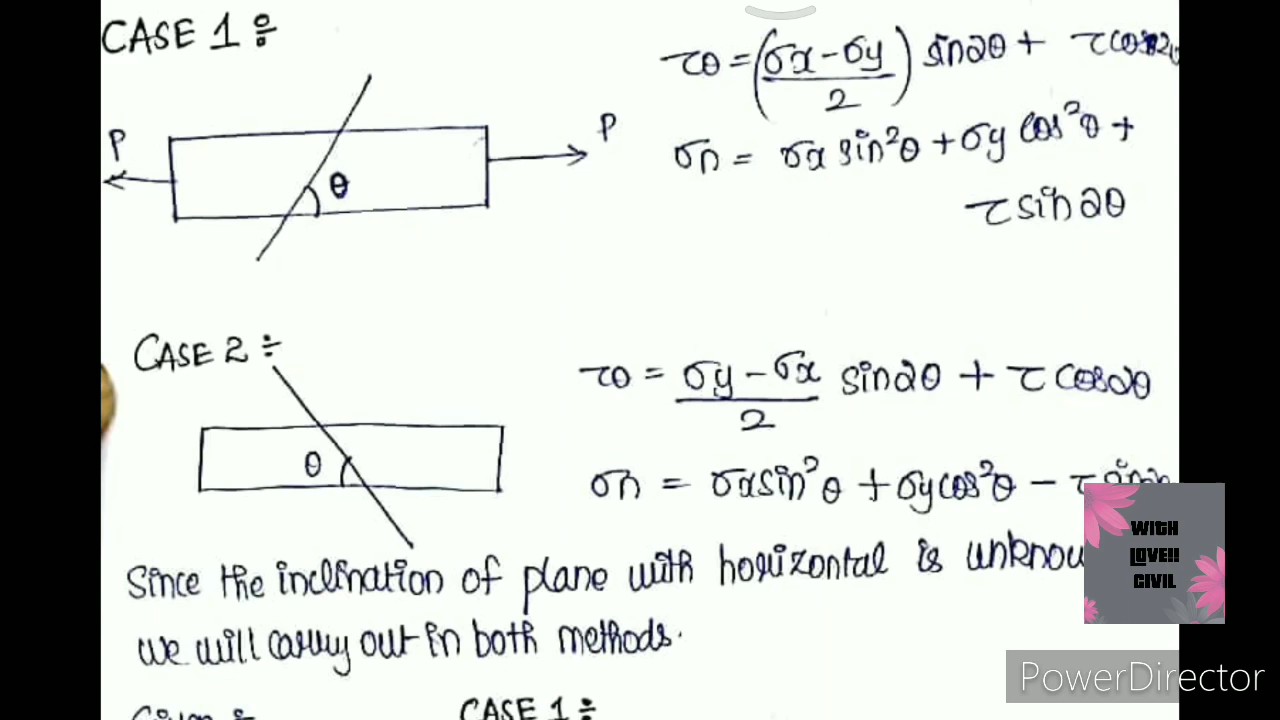 CASE 1 ÷
P
P
θ
τθ = (σx - σy / 2) sin2θ +
σn = σx sin²θ + σy cos²θ +
τ sin2θ
CASE 2 ÷
θ
τθ = σy - σx / 2 sin2θ + τ cos2θ
σn = σx sin²θ + σy cos²θ - τ
Since the inclination of plane with horizontal is
we will carry out in both methods.
WITH
LOVE!!
CIVIL
CASE 1 ÷
PowerDirector